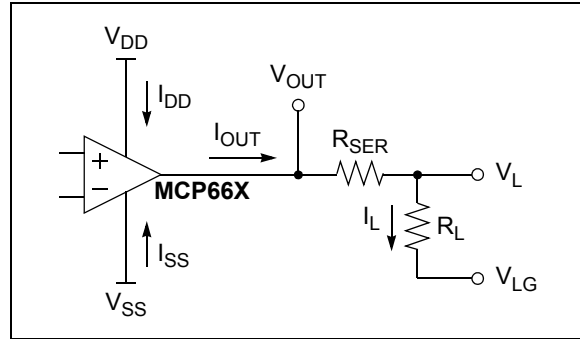 V_DD
I_DD
V_OUT
I_OUT
R_SER
+
−
MCP66X
V_L
I_L
R_L
I_SS
V_LG
V_SS